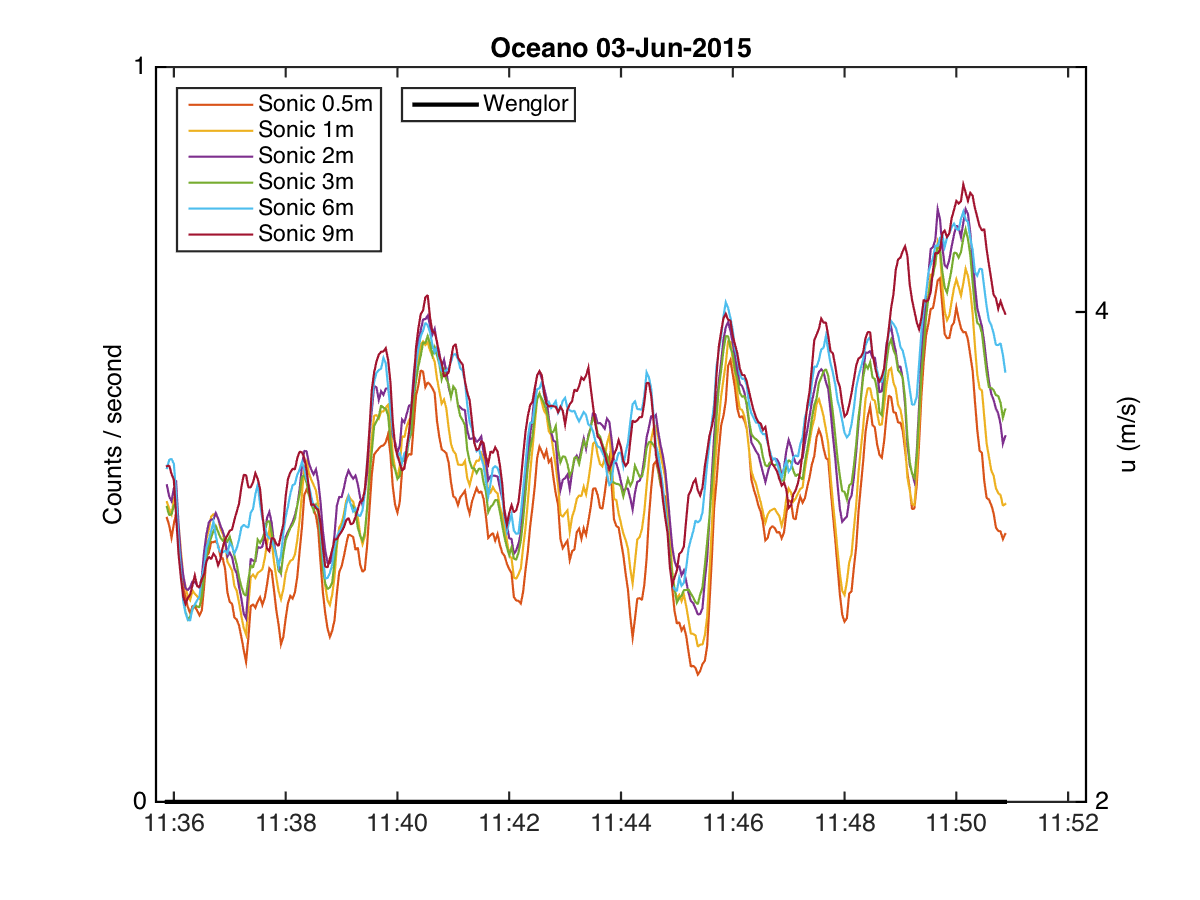 Oceano 03-Jun-2015
1
Sonic 0.5m
Sonic 1m
Sonic 2m
Sonic 3m
Sonic 6m
Sonic 9m
Wenglor
Counts / second
4
u (m/s)
0
2
11:36 11:38 11:40 11:42 11:44 11:46 11:48 11:50 11:52